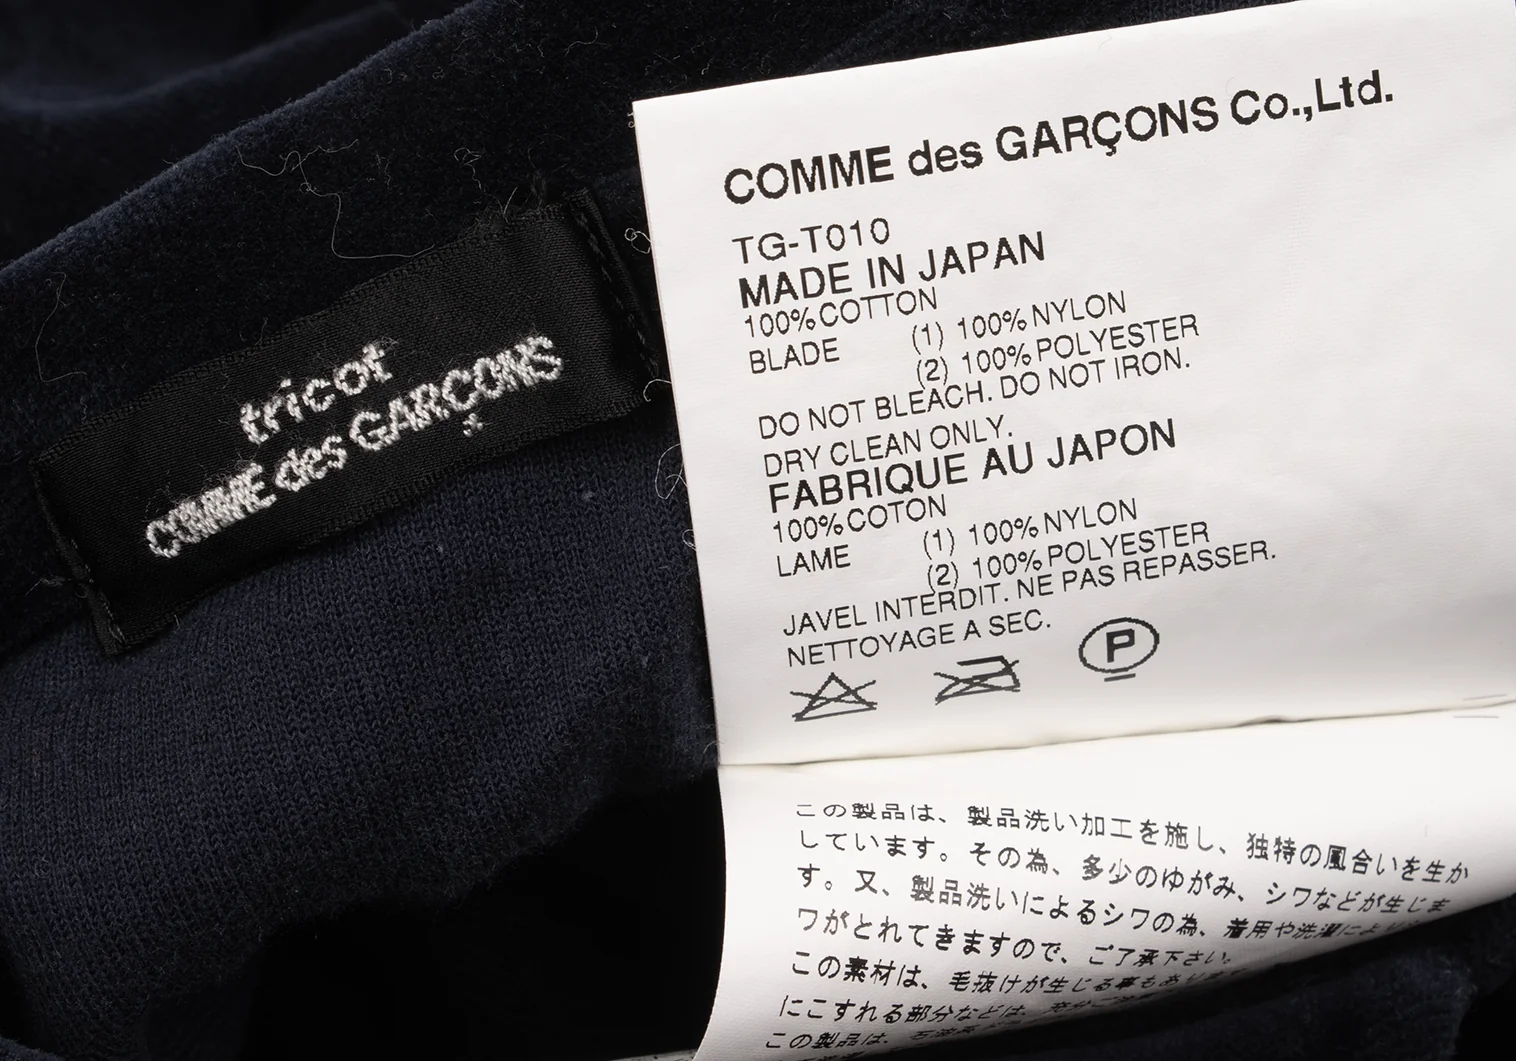 tricot
COMME des GARÇONS
COMME des GARÇONS Co.,Ltd.
TG-T010
MADE IN JAPAN
100%COTTON
BLADE (1) 100%NYLON
(2) 100%POLYESTER
DO NOT BLEACH. DO NOT IRON.
DRY CLEAN ONLY.
FABRIQUE AU JAPON
100%COTON
LAME (1) 100%NYLON
(2) 100%POLYESTER
JAVEL INTERDIT. NE PAS REPASSER.
NETTOYAGE A SEC.
P
この製品は、製品洗い加工を施し、独特の風合いを生か
しています。その為、多少のゆがみ、シワなどが生じま
す。又、製品洗いによるシワの為、着用や洗濯により
ワがとれてきますので、ご了承下さい。
この素材は、毛抜けが生じる事もあります
にこすれる部分などは、充分ご
この製品は、石油系